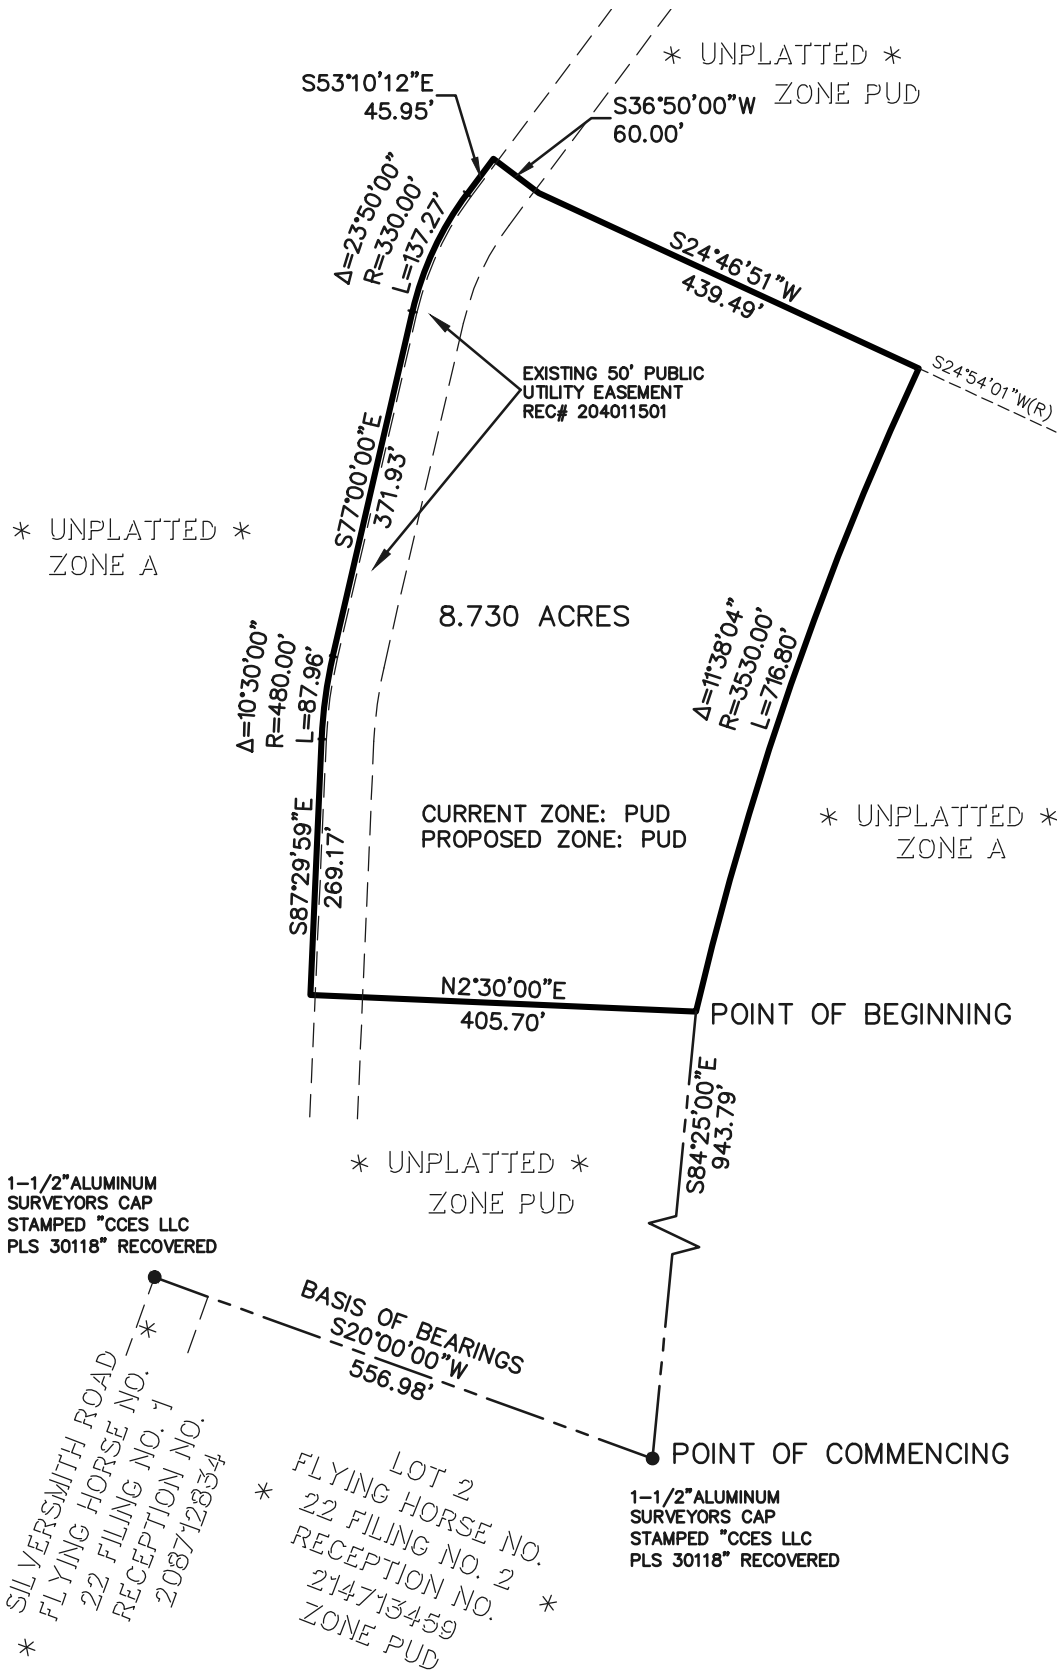 * UNPLATTED *
ZONE PUD
S53°10'12"E
45.95'
S36°50'00"W
60.00'
Δ=23°50'00"
R=330.00'
L=137.27'
S24°46'51"W
439.49'
S24°54'01"W(R)
EXISTING 50' PUBLIC
UTILITY EASEMENT
REC# 204011501
S77°00'00"E
371.93'
* UNPLATTED *
ZONE A
8.730 ACRES
Δ=10°30'00"
R=480.00'
L=87.96'
Δ=11°38'04"
R=3530.00'
L=716.80'
CURRENT ZONE: PUD
PROPOSED ZONE: PUD
* UNPLATTED *
ZONE A
S87°29'59"E
269.17'
N2°30'00"E
405.70'
POINT OF BEGINNING
S84°25'00"E
943.79'
* UNPLATTED *
ZONE PUD
1-1/2"ALUMINUM
SURVEYORS CAP
STAMPED "CCES LLC
PLS 30118" RECOVERED
BASIS OF BEARINGS
S20°00'00"W
556.98'
POINT OF COMMENCING
1-1/2"ALUMINUM
SURVEYORS CAP
STAMPED "CCES LLC
PLS 30118" RECOVERED
SILVERSMITH ROAD
* FLYING HORSE NO. *
22 FILING NO. 1
RECEPTION NO.
208712834
LOT 2
FLYING HORSE NO.
* 22 FILING NO. 2 *
RECEPTION NO.
214713459
ZONE PUD